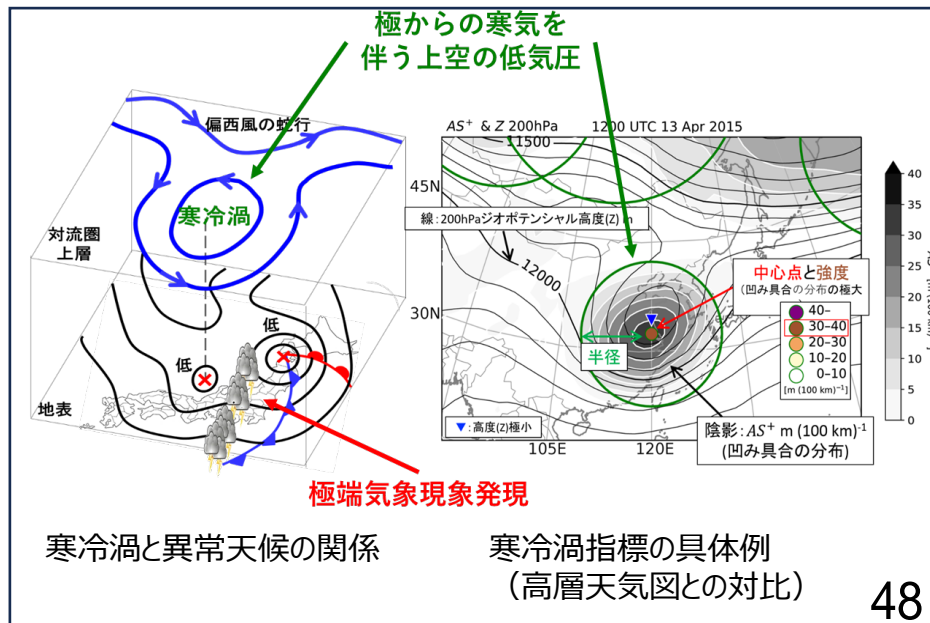 極からの寒気を
伴う上空の低気圧
偏西風の蛇行
寒冷渦
対流圏
上層
低
低
地表
極端気象現象発現
寒冷渦と異常天候の関係
AS⁺ & Z 200hPa 1200 UTC 13 Apr 2015
11500
45N
線：200hPaジオポテンシャル高度(Z) m
12000
30N
半径
中心点と強度
(凹み具合の分布の極大
40–
30–40
20–30
10–20
0–10
[m (100 km)⁻¹]
▼: 高度(Z)極小
105E
120E
陰影：AS⁺ m (100 km)⁻¹
(凹み具合の分布)
40
35
30
25
20
15
10
5
0
寒冷渦指標の具体例
（高層天気図との対比）
48